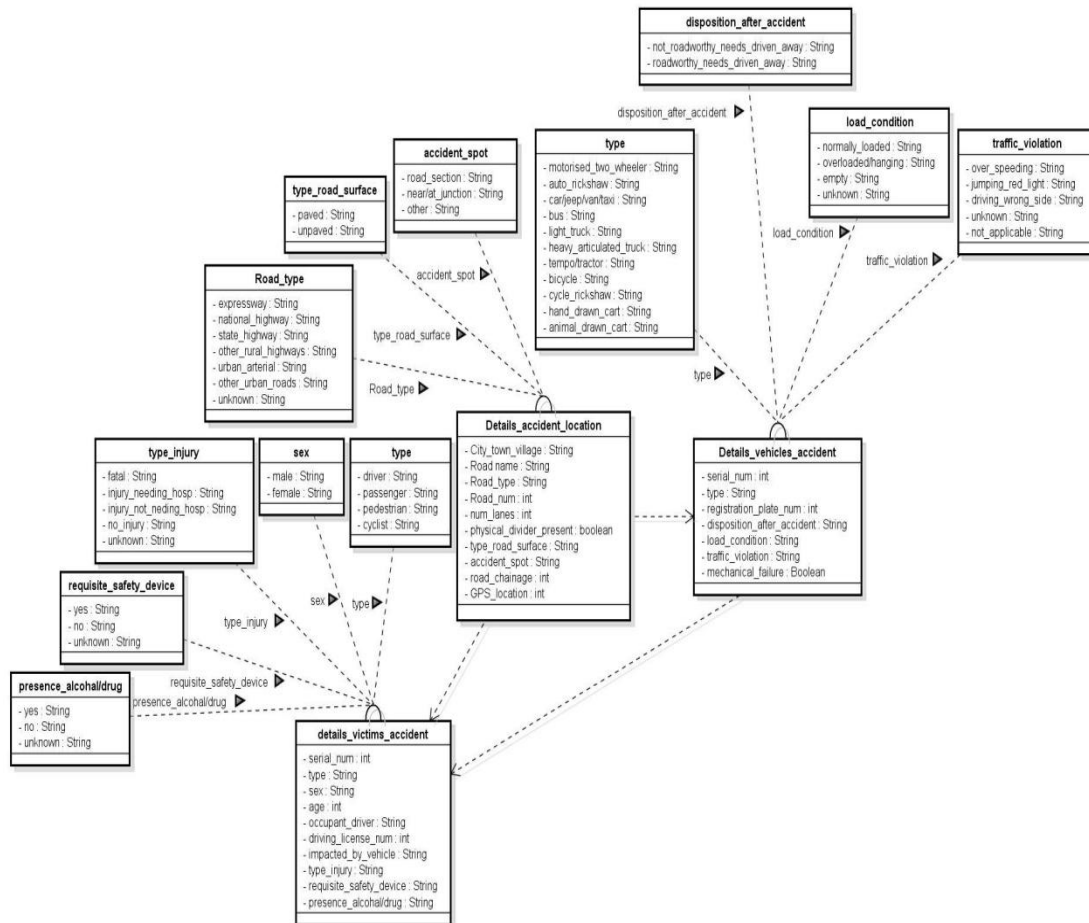 disposition_after_accident
- not_roadworthy_needs_driven_away : String
- roadworthy_needs_driven_away : String
disposition_after_accident
load_condition
- normally_loaded : String
- overloaded/hanging : String
- empty : String
- unknown : String
load_condition
traffic_violation
- over_speeding : String
- jumping_red_light : String
- driving_wrong_side : String
- unknown : String
- not_applicable : String
traffic_violation
type
- motorised_two_wheeler : String
- auto_rickshaw : String
- car/jeep/van/taxi : String
- bus : String
- light_truck : String
- heavy_articulated_truck : String
- tempo/tractor : String
- bicycle : String
- cycle_rickshaw : String
- hand_drawn_cart : String
- animal_drawn_cart : String
type
accident_spot
- road_section : String
- near/at_junction : String
- other : String
accident_spot
type_road_surface
- paved : String
- unpaved : String
type_road_surface
Road_type
- expressway : String
- national_highway : String
- state_highway : String
- other_rural_highways : String
- urban_arterial : String
- other_urban_roads : String
- unknown : String
Road_type
Details_accident_location
- City_town_village : String
- Road name : String
- Road_type : String
- Road_num : int
- num_lanes : int
- physical_divider_present : boolean
- type_road_surface : String
- accident_spot : String
- road_chainage : int
- GPS_location : int
Details_vehicles_accident
- serial_num : int
- type : String
- registration_plate_num : int
- disposition_after_accident : String
- load_condition : String
- traffic_violation : String
- mechanical_failure : Boolean
type_injury
- fatal : String
- injury_needing_hosp : String
- injury_not_neding_hosp : String
- no_injury : String
- unknown : String
type_injury
sex
- male : String
- female : String
sex
type
- driver : String
- passenger : String
- pedestrian : String
- cyclist : String
type
requisite_safety_device
- yes : String
- no : String
- unknown : String
requisite_safety_device
presence_alcohal/drug
- yes : String
- no : String
- unknown : String
presence_alcohal/drug
details_victims_accident
- serial_num : int
- type : String
- sex : String
- age : int
- occupant_driver : String
- driving_license_num : int
- impacted_by_vehicle : String
- type_injury : String
- requisite_safety_device : String
- presence_alcohal/drug : String